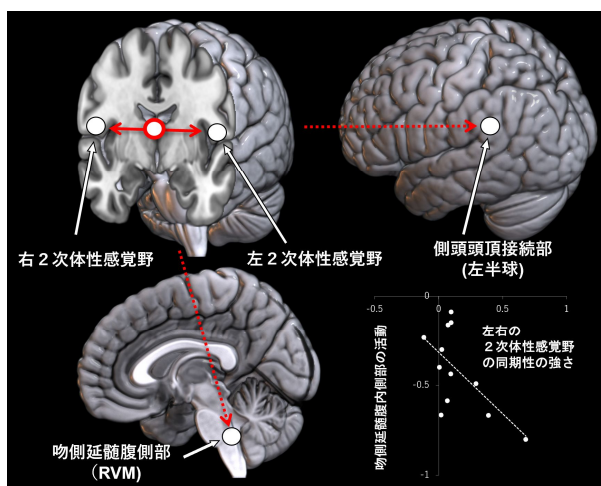 右２次体性感覚野
左２次体性感覚野
側頭頭頂接続部
(左半球)
吻側延髄腹側部
（RVM)
吻側延髄腹内側部の活動
0
-0.5
0
0.5
1
-0.5
-1
左右の
２次体性感覚野
の同期性の強さ